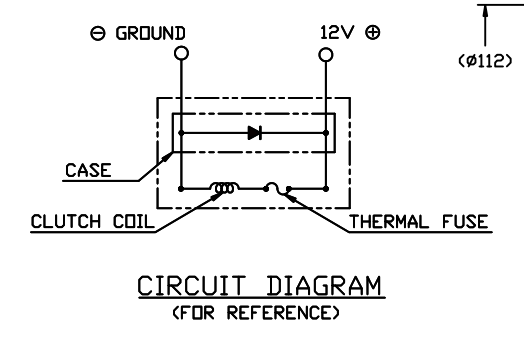 ⊖ GROUND
12V ⊕
(Ø112)
CASE
CLUTCH COIL
THERMAL FUSE
CIRCUIT DIAGRAM
(FOR REFERENCE)